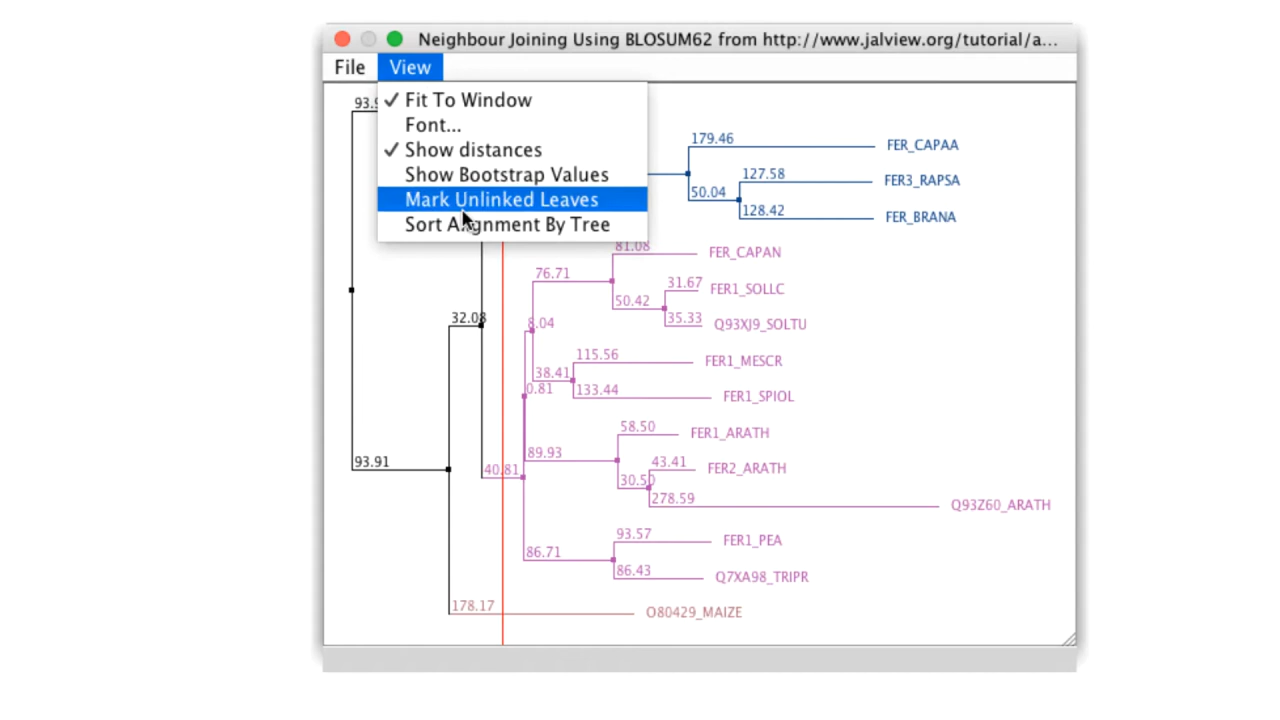 Neighbour Joining Using BLOSUM62 from http://www.jalview.org/tutorial/a...
File View
✓ Fit To Window
Font...
✓ Show distances
Show Bootstrap Values
Mark Unlinked Leaves
Sort Alignment By Tree
179.46 FER_CAPAA
127.58 FER3_RAPSA
50.04
128.42 FER_BRANA
81.08 FER_CAPAN
76.71
31.67 FER1_SOLLC
50.42
35.33 Q93XJ9_SOLTU
32.08
8.04
115.56 FER1_MESCR
38.41
0.81
133.44 FER1_SPIOL
58.50 FER1_ARATH
89.93
43.41 FER2_ARATH
93.91
40.81
30.50
278.59 Q93Z60_ARATH
93.57 FER1_PEA
86.71
86.43 Q7XA98_TRIPR
178.17 O80429_MAIZE